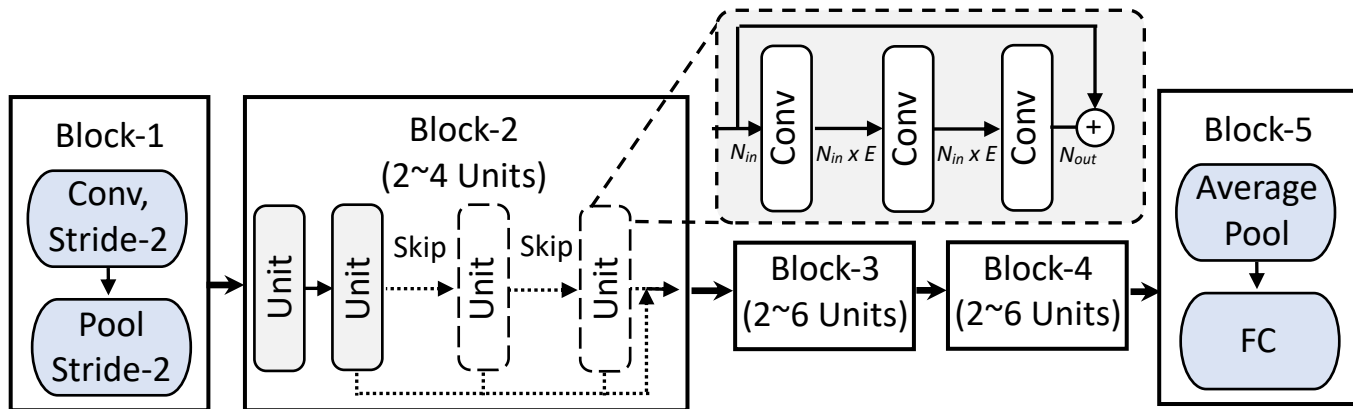 Block-1
Conv,
Stride-2
Pool
Stride-2
Block-2
(2~4 Units)
Unit
Unit
Skip
Unit
Skip
Unit
N_in
Conv
N_in x E
Conv
N_in x E
Conv
N_out
+
Block-3
(2~6 Units)
Block-4
(2~6 Units)
Block-5
Average
Pool
FC